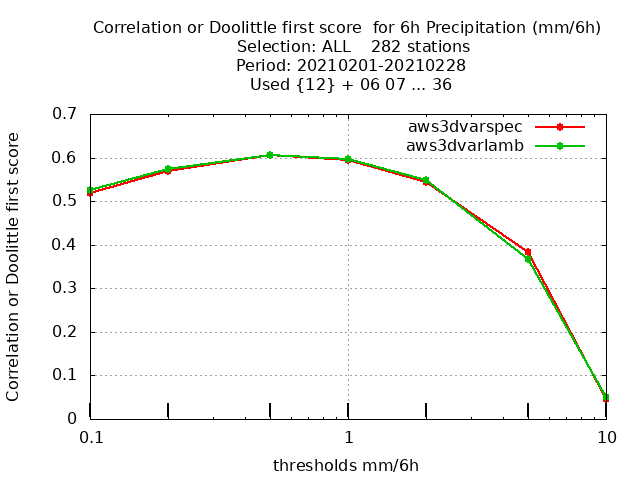 Correlation or Doolittle first score  for 6h Precipitation (mm/6h)
Selection: ALL    282 stations
Period: 20210201-20210228
Used {12} + 06 07 ... 36
aws3dvarspec
aws3dvarlamb
Correlation or Doolittle first score
0.7
0.6
0.5
0.4
0.3
0.2
0.1
0
0.1 1 10
thresholds mm/6h